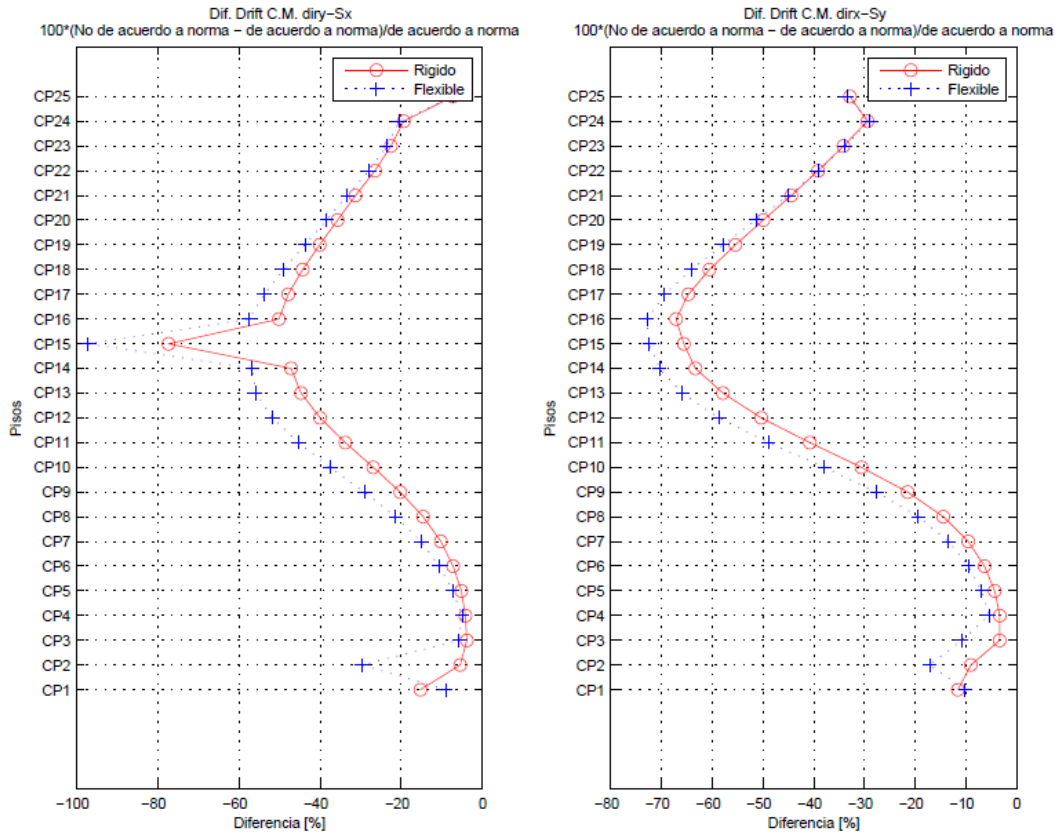 Dif. Drift C.M. diry−Sx
100*(No de acuerdo a norma − de acuerdo a norma)/de acuerdo a norma
Rigido
Flexible
CP25
CP24
CP23
CP22
CP21
CP20
CP19
CP18
CP17
CP16
CP15
CP14
CP13
CP12
CP11
CP10
CP9
CP8
CP7
CP6
CP5
CP4
CP3
CP2
CP1
Pisos
−100 −80 −60 −40 −20 0
Diferencia [%]
Dif. Drift C.M. dirx−Sy
100*(No de acuerdo a norma − de acuerdo a norma)/de acuerdo a norma
Rigido
Flexible
CP25
CP24
CP23
CP22
CP21
CP20
CP19
CP18
CP17
CP16
CP15
CP14
CP13
CP12
CP11
CP10
CP9
CP8
CP7
CP6
CP5
CP4
CP3
CP2
CP1
Pisos
−80 −70 −60 −50 −40 −30 −20 −10 0
Diferencia [%]